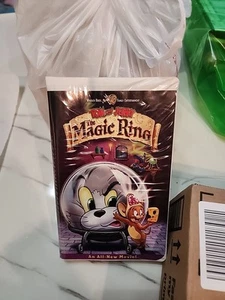 Tom and Jerry
The
Magic Ring
An All-New Movie!